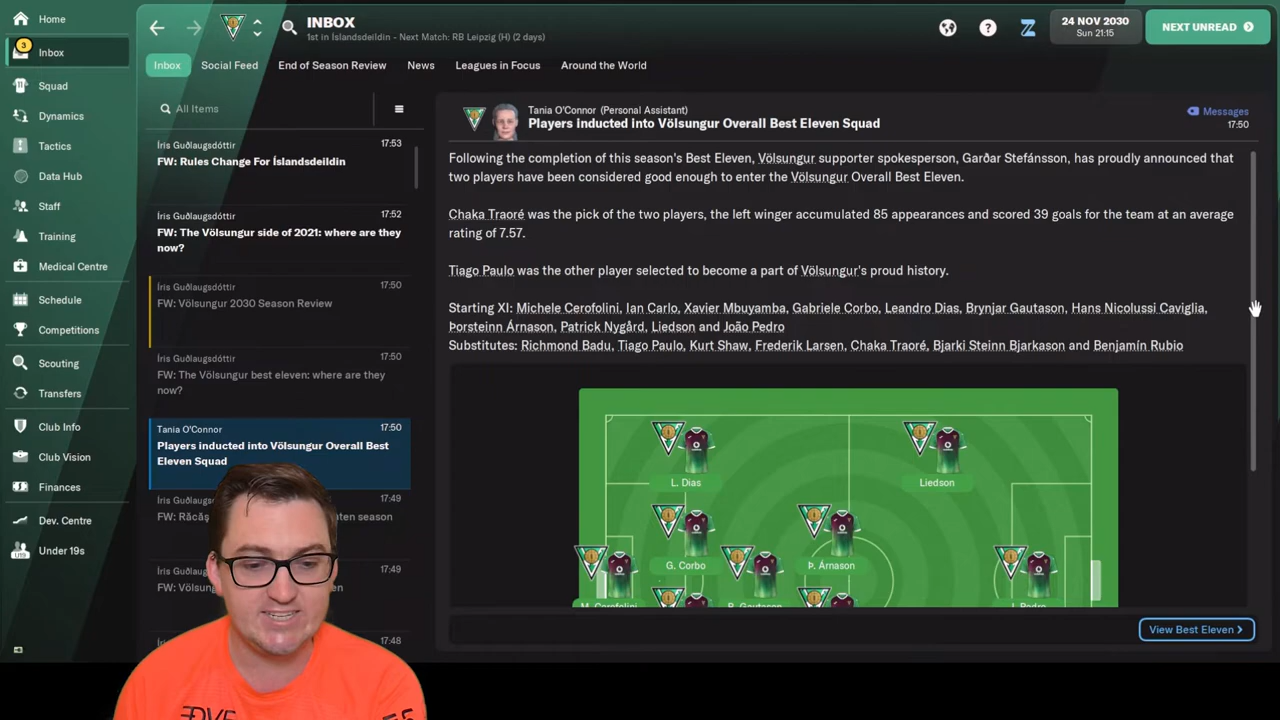 Home
3
Inbox
Squad
Dynamics
Tactics
Data Hub
Staff
Training
Medical Centre
Schedule
Competitions
Scouting
Transfers
Club Info
Club Vision
Finances
Dev. Centre
Under 19s
INBOX
1st in Íslandsdeildin - Next Match: RB Leipzig (H) (2 days)
24 NOV 2030
Sun 21:15
NEXT UNREAD
Inbox
Social Feed
End of Season Review
News
Leagues in Focus
Around the World
All Items
Íris Guðlaugsdóttir 17:53
FW: Rules Change For Íslandsdeildin
Íris Guðlaugsdóttir 17:52
FW: The Völsungur side of 2021: where are they
now?
Íris Guðlaugsdóttir 17:50
FW: Völsungur 2030 Season Review
Íris Guðlaugsdóttir 17:50
FW: The Völsungur best eleven: where are they
now?
Tania O'Connor 17:50
Players inducted into Völsungur Overall Best
Eleven Squad
Íris Guðlaugsdóttir 17:49
ten season
17:49
en
17:48
Tania O'Connor (Personal Assistant)
Players inducted into Völsungur Overall Best Eleven Squad
Messages
17:50
Following the completion of this season's Best Eleven, Völsungur supporter spokesperson, Garðar Stefánsson, has proudly announced that
two players have been considered good enough to enter the Völsungur Overall Best Eleven.
Chaka Traoré was the pick of the two players, the left winger accumulated 85 appearances and scored 39 goals for the team at an average
rating of 7.57.
Tiago Paulo was the other player selected to become a part of Völsungur's proud history.
Starting XI: Michele Cerofolini, Ian Carlo, Xavier Mbuyamba, Gabriele Corbo, Leandro Dias, Brynjar Gautason, Hans Nicolussi Caviglia,
Þorsteinn Árnason, Patrick Nygård, Liedson and João Pedro
Substitutes: Richmond Badu, Tiago Paulo, Kurt Shaw, Frederik Larsen, Chaka Traoré, Bjarki Steinn Bjarkason and Benjamín Rubio
L. Dias
Liedson
G. Corbo
Þ. Árnason
M. Cerofolini
B. Gautason
J. Pedro
View Best Eleven